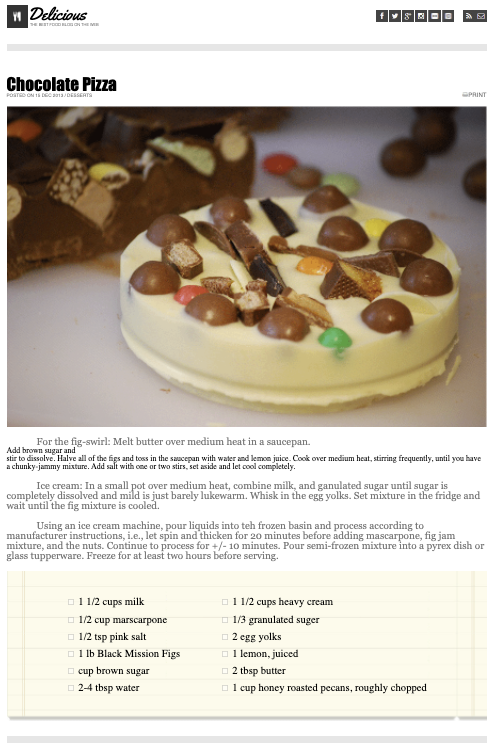 Delicious
THE BEST FOOD BLOG ON THE WEB
Chocolate Pizza
POSTED ON 15 DEC 2013 / DESSERTS
PRINT
For the fig-swirl: Melt butter over medium heat in a saucepan.
Add brown sugar and
stir to dissolve. Halve all of the figs and toss in the saucepan with water and lemon juice. Cook over medium heat, stirring frequently, until you have
a chunky-jammy mixture. Add salt with one or two stirs, set aside and let cool completely.
Ice cream: In a small pot over medium heat, combine milk, and ganulated sugar until sugar is
completely dissolved and mild is just barely lukewarm. Whisk in the egg yolks. Set mixture in the fridge and
wait until the fig mixture is cooled.
Using an ice cream machine, pour liquids into teh frozen basin and process according to
manufacturer instructions, i.e., let spin and thicken for 20 minutes before adding mascarpone, fig jam
mixture, and the nuts. Continue to process for +/- 10 minutes. Pour semi-frozen mixture into a pyrex dish or
glass tupperware. Freeze for at least two hours before serving.
1 1/2 cups milk
1 1/2 cups heavy cream
1/2 cup marscarpone
1/3 granulated suger
1/2 tsp pink salt
2 egg yolks
1 lb Black Mission Figs
1 lemon, juiced
cup brown sugar
2 tbsp butter
2-4 tbsp water
1 cup honey roasted pecans, roughly chopped